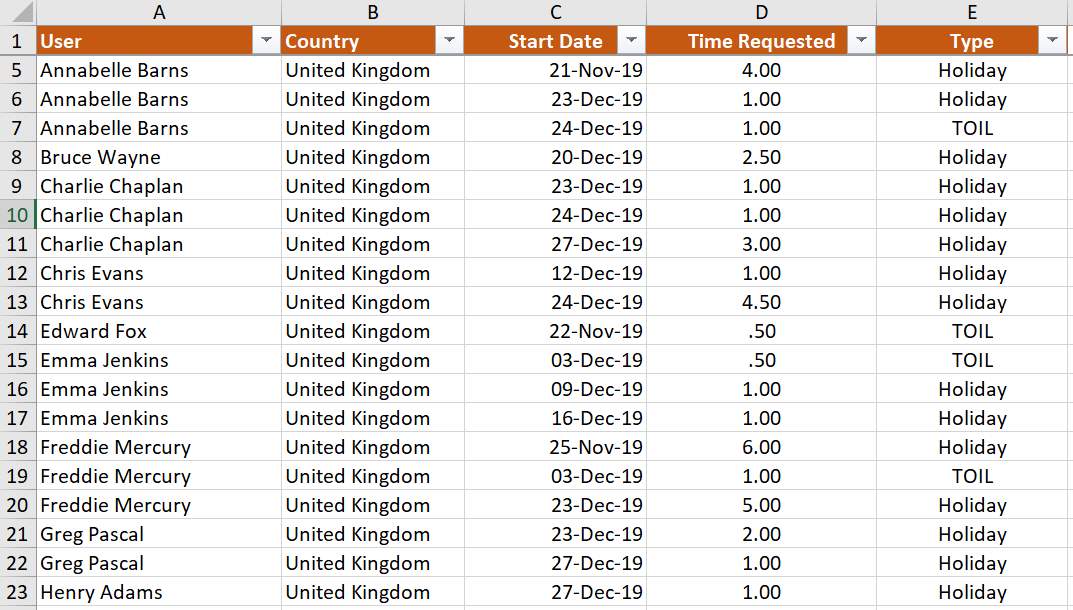 A B C D E
1 User Country Start Date Time Requested Type
5 Annabelle Barns United Kingdom 21-Nov-19 4.00 Holiday
6 Annabelle Barns United Kingdom 23-Dec-19 1.00 Holiday
7 Annabelle Barns United Kingdom 24-Dec-19 1.00 TOIL
8 Bruce Wayne United Kingdom 20-Dec-19 2.50 Holiday
9 Charlie Chaplan United Kingdom 23-Dec-19 1.00 Holiday
10 Charlie Chaplan United Kingdom 24-Dec-19 1.00 Holiday
11 Charlie Chaplan United Kingdom 27-Dec-19 3.00 Holiday
12 Chris Evans United Kingdom 12-Dec-19 1.00 Holiday
13 Chris Evans United Kingdom 24-Dec-19 4.50 Holiday
14 Edward Fox United Kingdom 22-Nov-19 .50 TOIL
15 Emma Jenkins United Kingdom 03-Dec-19 .50 TOIL
16 Emma Jenkins United Kingdom 09-Dec-19 1.00 Holiday
17 Emma Jenkins United Kingdom 16-Dec-19 1.00 Holiday
18 Freddie Mercury United Kingdom 25-Nov-19 6.00 Holiday
19 Freddie Mercury United Kingdom 03-Dec-19 1.00 TOIL
20 Freddie Mercury United Kingdom 23-Dec-19 5.00 Holiday
21 Greg Pascal United Kingdom 23-Dec-19 2.00 Holiday
22 Greg Pascal United Kingdom 27-Dec-19 1.00 Holiday
23 Henry Adams United Kingdom 27-Dec-19 1.00 Holiday